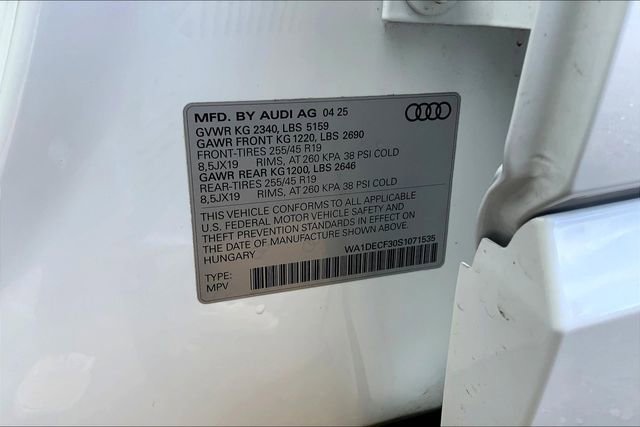 MFD. BY AUDI AG 04 25
GVWR KG 2340, LBS 5159
GAWR FRONT KG 1220, LBS 2690
FRONT-TIRES 255/45 R19
8,5JX19 RIMS, AT 260 KPA 38 PSI COLD
GAWR REAR KG 1200, LBS 2646
REAR-TIRES 255/45 R19
8,5JX19 RIMS, AT 260 KPA 38 PSI COLD
THIS VEHICLE CONFORMS TO ALL APPLICABLE
U.S. FEDERAL MOTOR VEHICLE SAFETY AND
THEFT PREVENTION STANDARDS IN EFFECT ON
THE DATE OF MANUFACTURE SHOWN ABOVE.
HUNGARY WA1DECF30S1071535
TYPE:
MPV